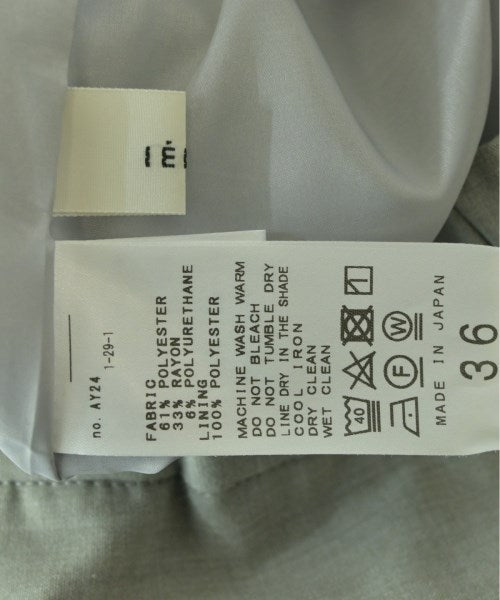 no. AY24
1-29-1
FABRIC
61% POLYESTER
33% RAYON
6% POLYURETHANE
LINING
100% POLYESTER
MACHINE WASH WARM
DO NOT BLEACH
DO NOT TUMBLE DRY
LINE DRY IN THE SHADE
COOL IRON
DRY CLEAN
WET CLEAN
40
F W
MADE IN JAPAN
36